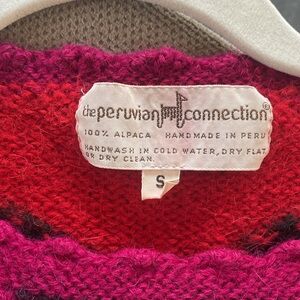 the peruvian connection®
100% ALPACA HANDMADE IN PERU
HANDWASH IN COLD WATER, DRY FLAT
OR DRY CLEAN.
S